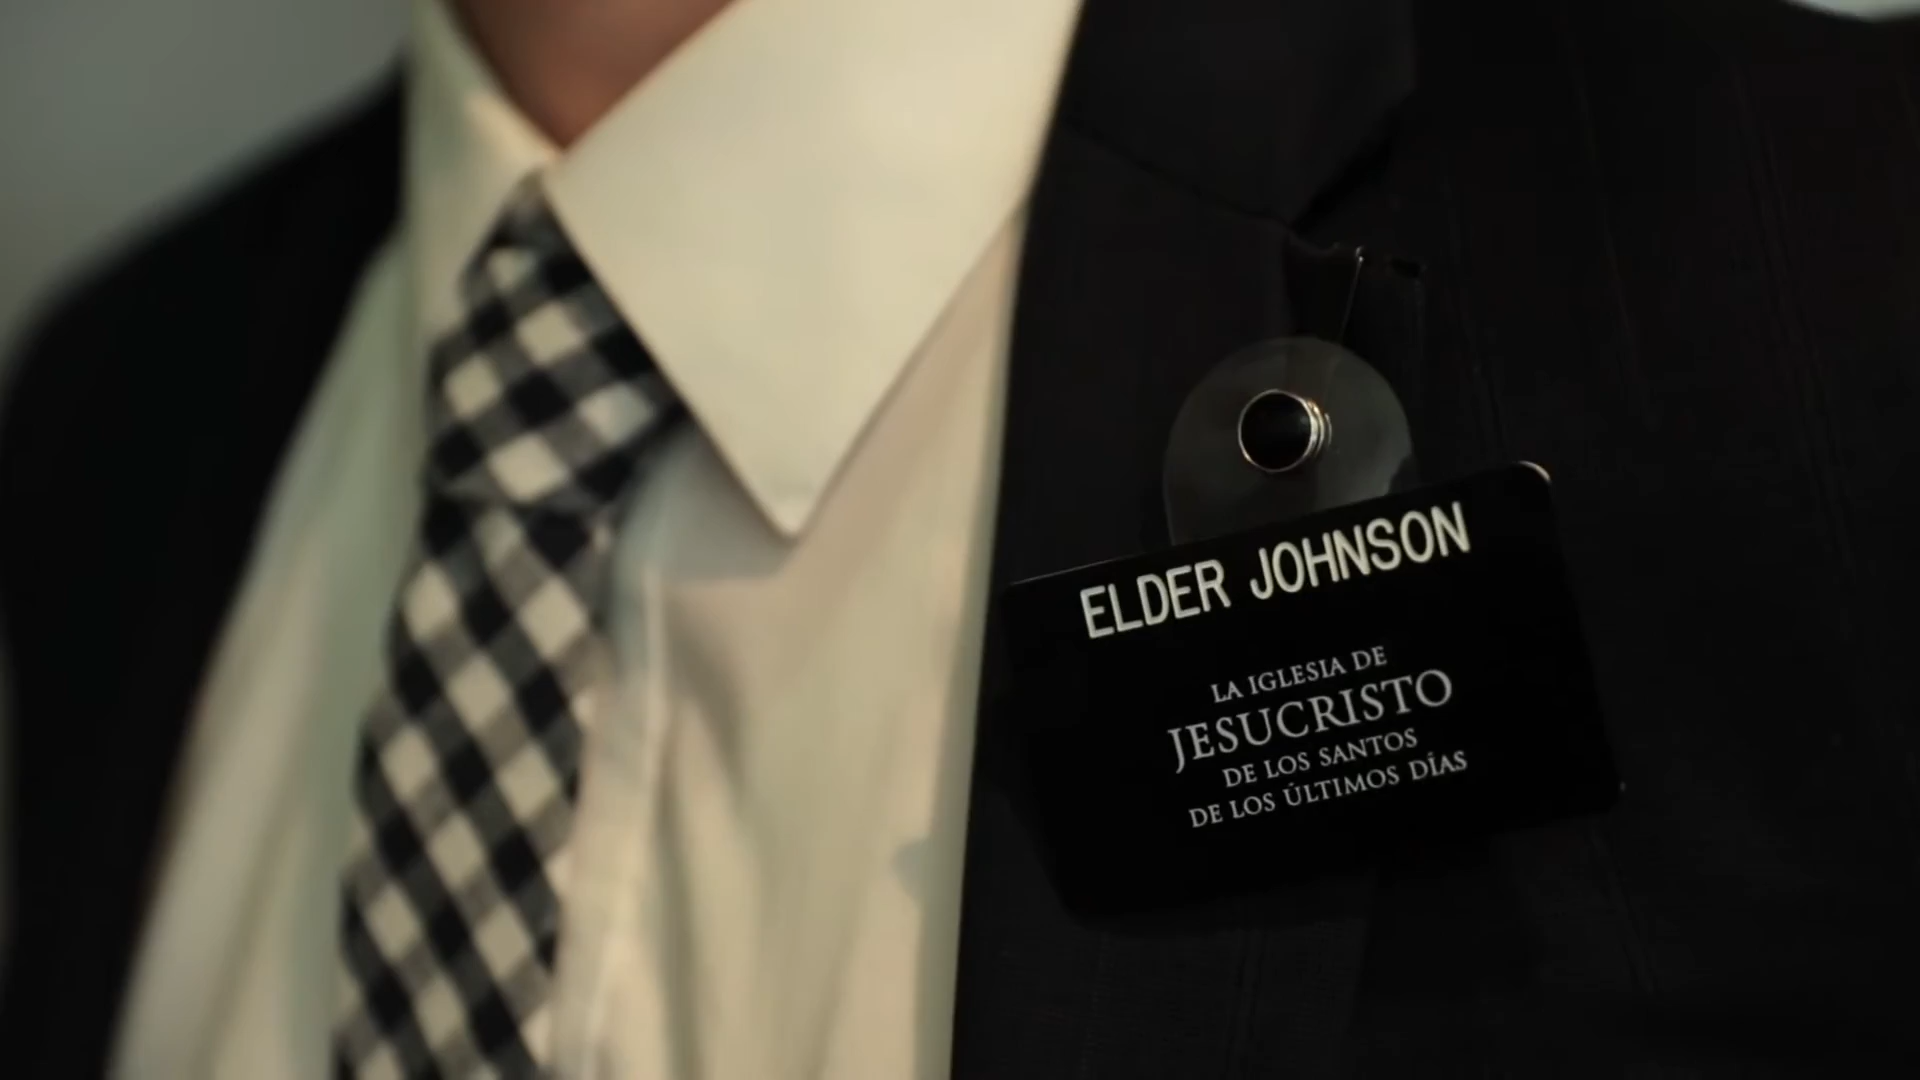 ELDER JOHNSON
LA IGLESIA DE
JESUCRISTO
DE LOS SANTOS
DE LOS ÚLTIMOS DÍAS